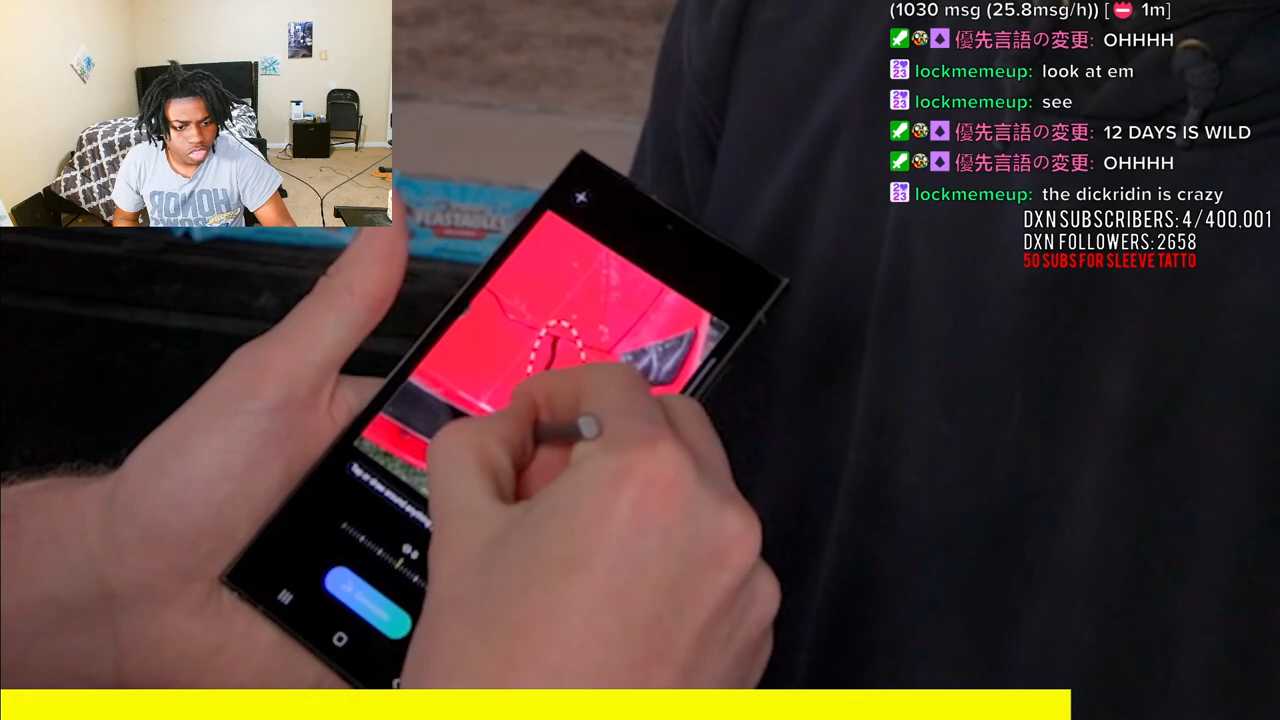 (1030 msg (25.8msg/h)) [ 1m]
優先言語の変更: OHHHH
lockmemeup: look at em
lockmemeup: see
優先言語の変更: 12 DAYS IS WILD
優先言語の変更: OHHHH
lockmemeup: the dickridin is crazy
DXN SUBSCRIBERS: 4/400,001
DXN FOLLOWERS: 2658
50 SUBS FOR SLEEVE TATTO
FEASTABLES
HONOR